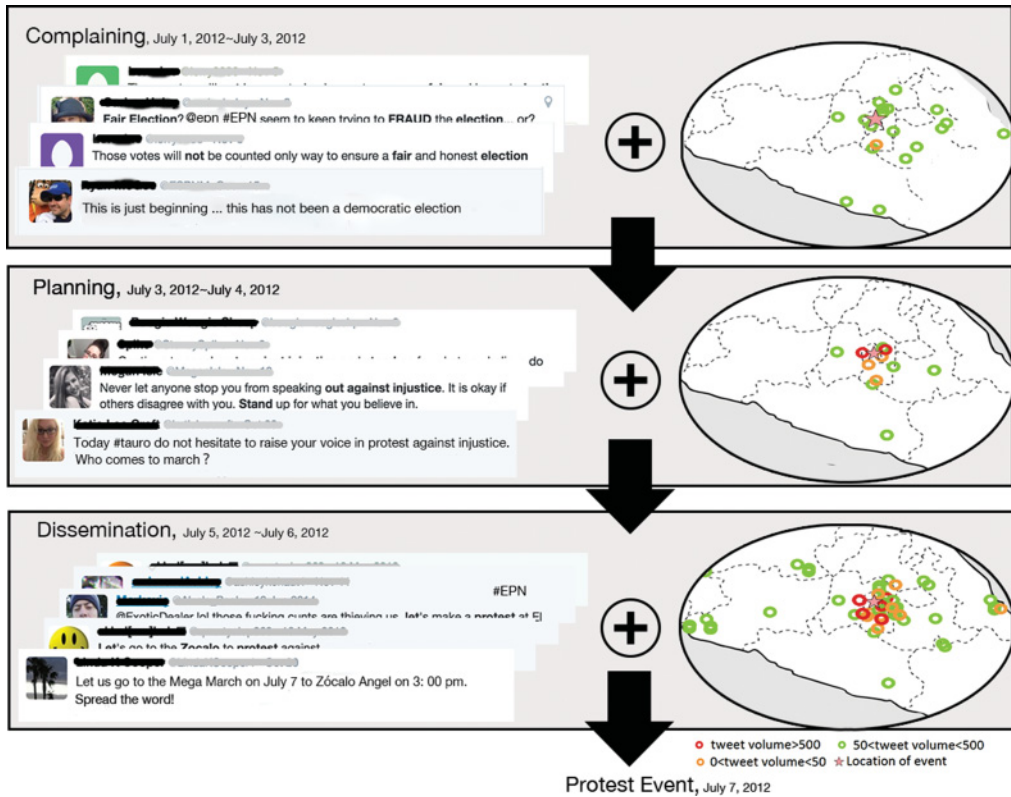 Complaining, July 1, 2012~July 3, 2012
Fair Election? @epn #EPN seem to keep trying to FRAUD the election... or?
Those votes will not be counted only way to ensure a fair and honest election
This is just beginning ... this has not been a democratic election
Planning, July 3, 2012~July 4, 2012
do
Never let anyone stop you from speaking out against injustice. It is okay if
others disagree with you. Stand up for what you believe in.
Today #tauro do not hesitate to raise your voice in protest against injustice.
Who comes to march ?
Dissemination, July 5, 2012 ~July 6, 2012
#EPN
@ExoticDealer lol those fucking cunts are thieving us, let's make a protest at El
Let's go to the Zocalo to protest against
Let us go to the Mega March on July 7 to Zócalo Angel on 3: 00 pm.
Spread the word!
tweet volume>500 50<tweet volume<500
0<tweet volume<50 Location of event
Protest Event, July 7, 2012